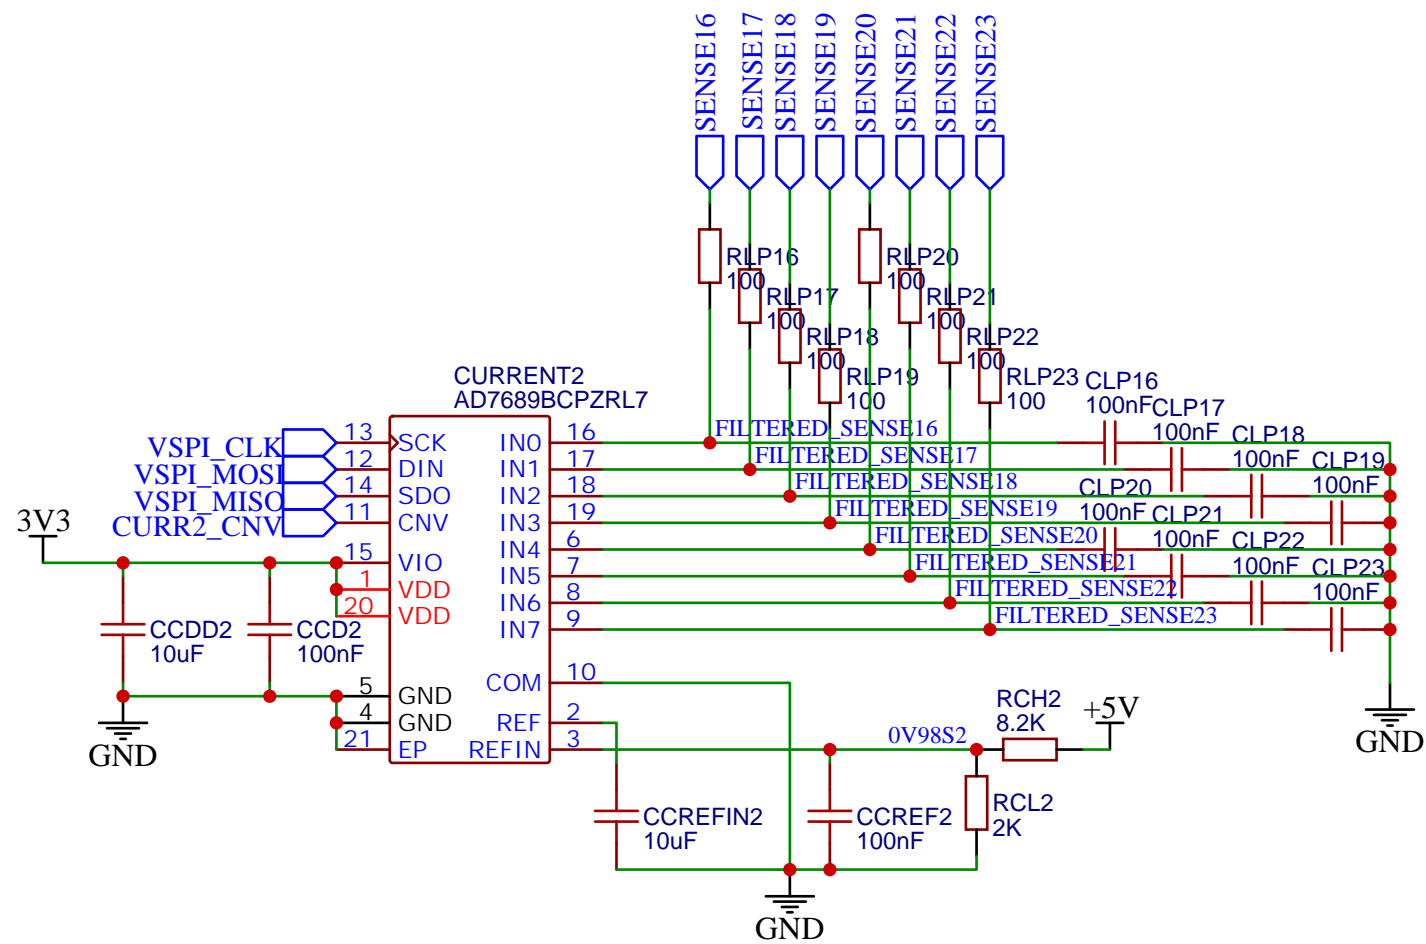 SENSE16
SENSE17
SENSE18
SENSE19
SENSE20
SENSE21
SENSE22
SENSE23
RLP16
100
RLP17
100
RLP18
100
RLP19
100
RLP20
100
RLP21
100
RLP22
100
RLP23
100
CLP16
100nF
CLP17
100nF
CLP18
100nF
CLP19
100nF
CLP20
100nF
CLP21
100nF
CLP22
100nF
CLP23
100nF
CURRENT2
AD7689BCPZRL7
VSPI_CLK
VSPI_MOSI
VSPI_MISO
CURR2_CNV
3V3
13 SCK
12 DIN
14 SDO
11 CNV
15 VIO
1 VDD
20 VDD
5 GND
4 GND
21 EP
IN0 16
IN1 17
IN2 18
IN3 19
IN4 6
IN5 7
IN6 8
IN7 9
COM 10
REF 2
REFIN 3
FILTERED_SENSE16
FILTERED_SENSE17
FILTERED_SENSE18
FILTERED_SENSE19
FILTERED_SENSE20
FILTERED_SENSE21
FILTERED_SENSE22
FILTERED_SENSE23
CCDD2
10uF
CCD2
100nF
GND
0V98S2
RCH2
8.2K
+5V
GND
CCREFIN2
10uF
CCREF2
100nF
RCL2
2K
GND